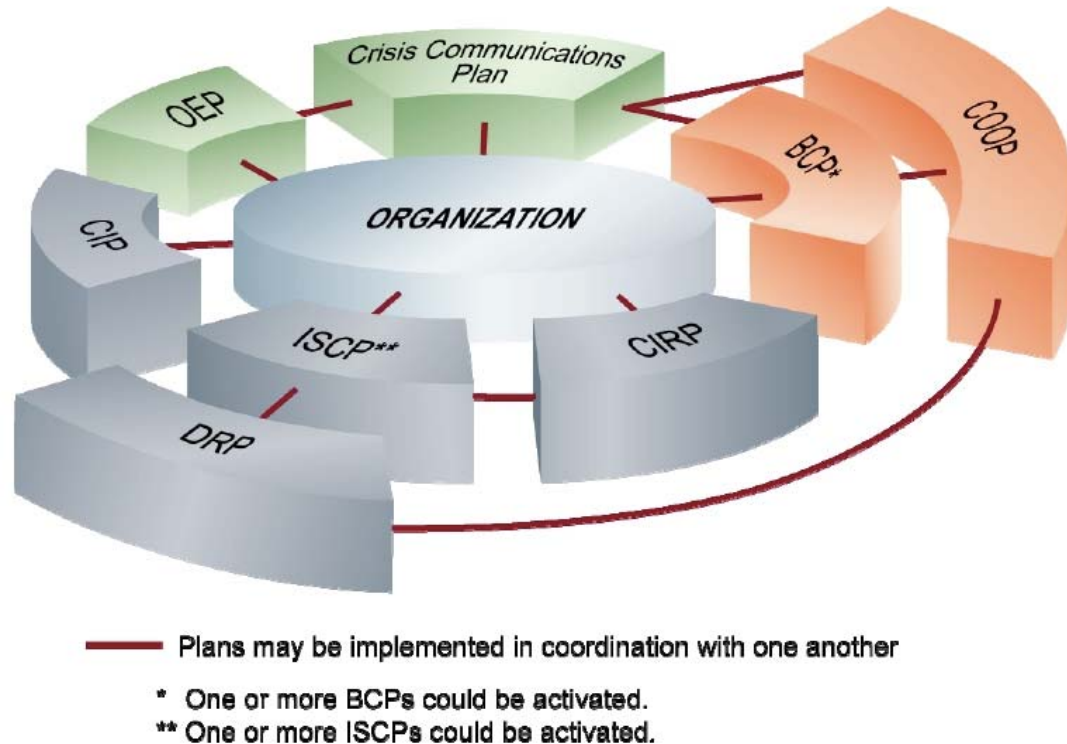 Crisis Communications
Plan
OEP
COOP
BCP*
CIP
ORGANIZATION
ISCP**
CIRP
DRP
Plans may be implemented in coordination with one another
* One or more BCPs could be activated.
** One or more ISCPs could be activated.